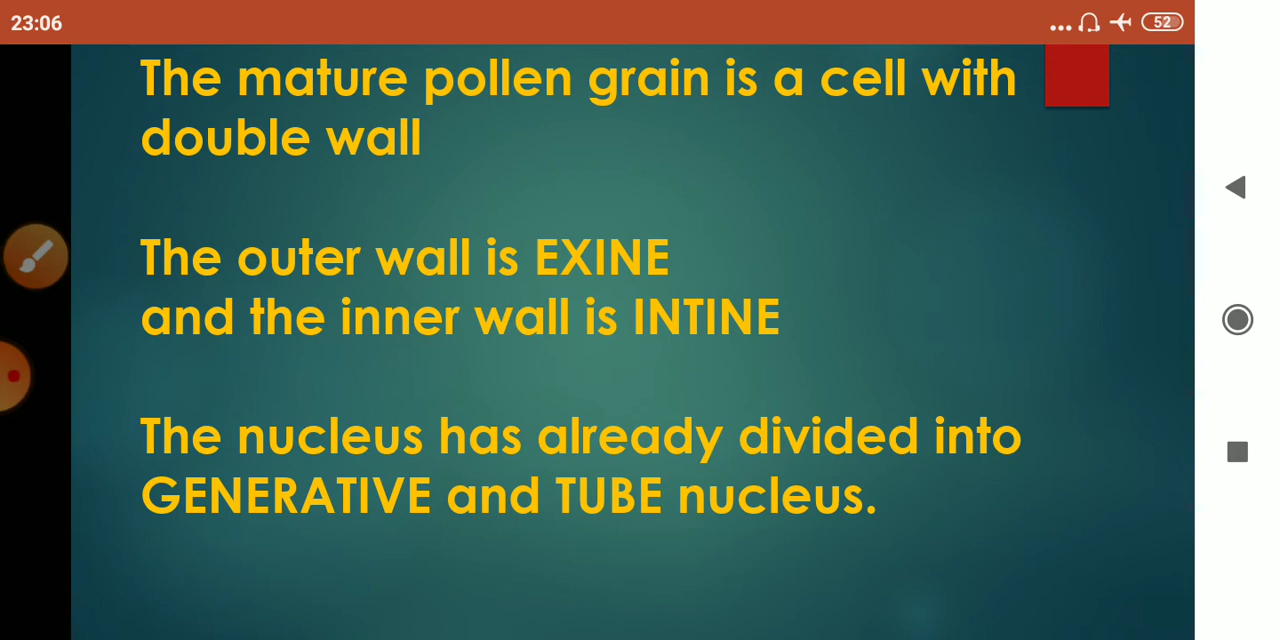 23:06
52
The mature pollen grain is a cell with
double wall
The outer wall is EXINE
and the inner wall is INTINE
The nucleus has already divided into
GENERATIVE and TUBE nucleus.